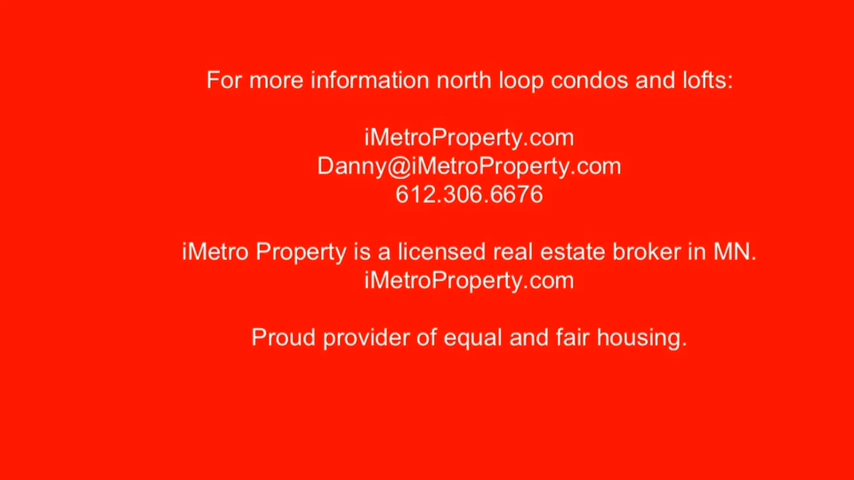 For more information north loop condos and lofts:
iMetroProperty.com
Danny@iMetroProperty.com
612.306.6676
iMetro Property is a licensed real estate broker in MN.
iMetroProperty.com
Proud provider of equal and fair housing.